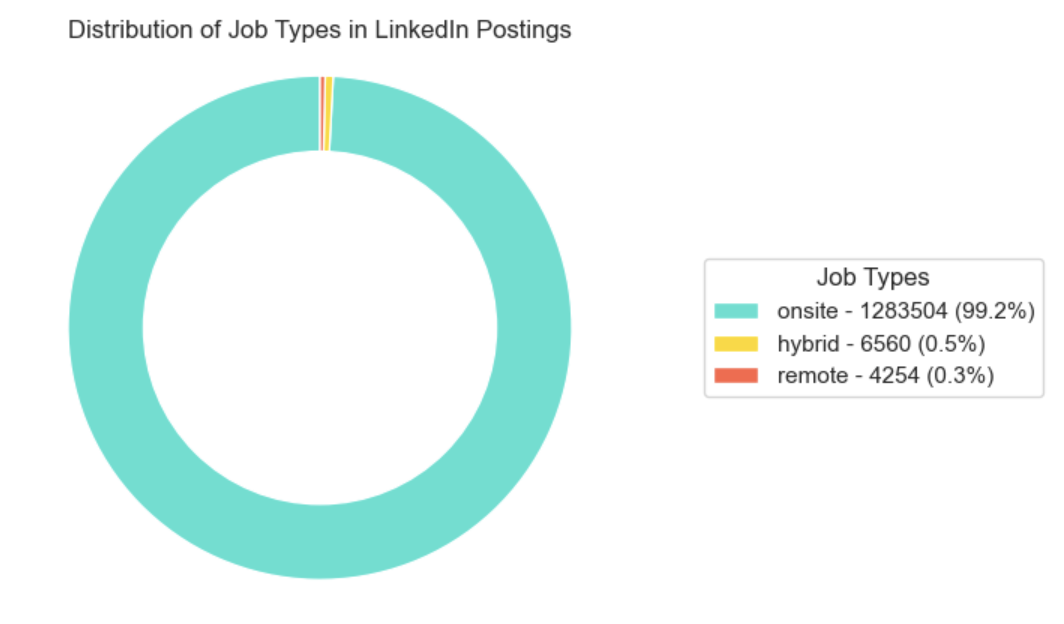 Distribution of Job Types in LinkedIn Postings
Job Types
onsite - 1283504 (99.2%)
hybrid - 6560 (0.5%)
remote - 4254 (0.3%)